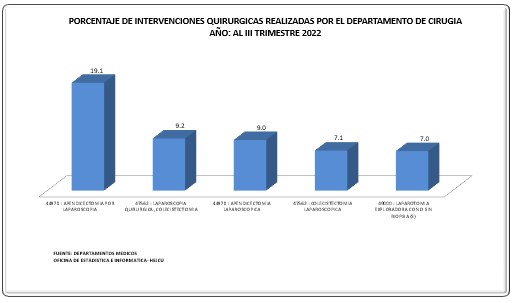 PORCENTAJE DE INTERVENCIONES QUIRURGICAS REALIZADAS POR EL DEPARTAMENTO DE CIRUGIA
AÑO: AL III TRIMESTRE 2022
19.1
9.2
9.0
7.1
7.0
44970 : APENDICECTOMIA POR
LAPAROSCOPIA
47562 : LAPAROSCOPIA
QUIRURGICA; COLECISTECTOMIA
44970 : APENDICECTOMIA
LAPAROSCOPICA
47562 : COLECISTECTOMIA
LAPAROSCOPICA
49000 : LAPAROTOMIA
EXPLORADORA CON O SIN
BIOPSIA(S)
FUENTE: DEPARTAMENTOS MEDICOS
OFICINA DE ESTADISTICA E INFORMATICA- HEJCU